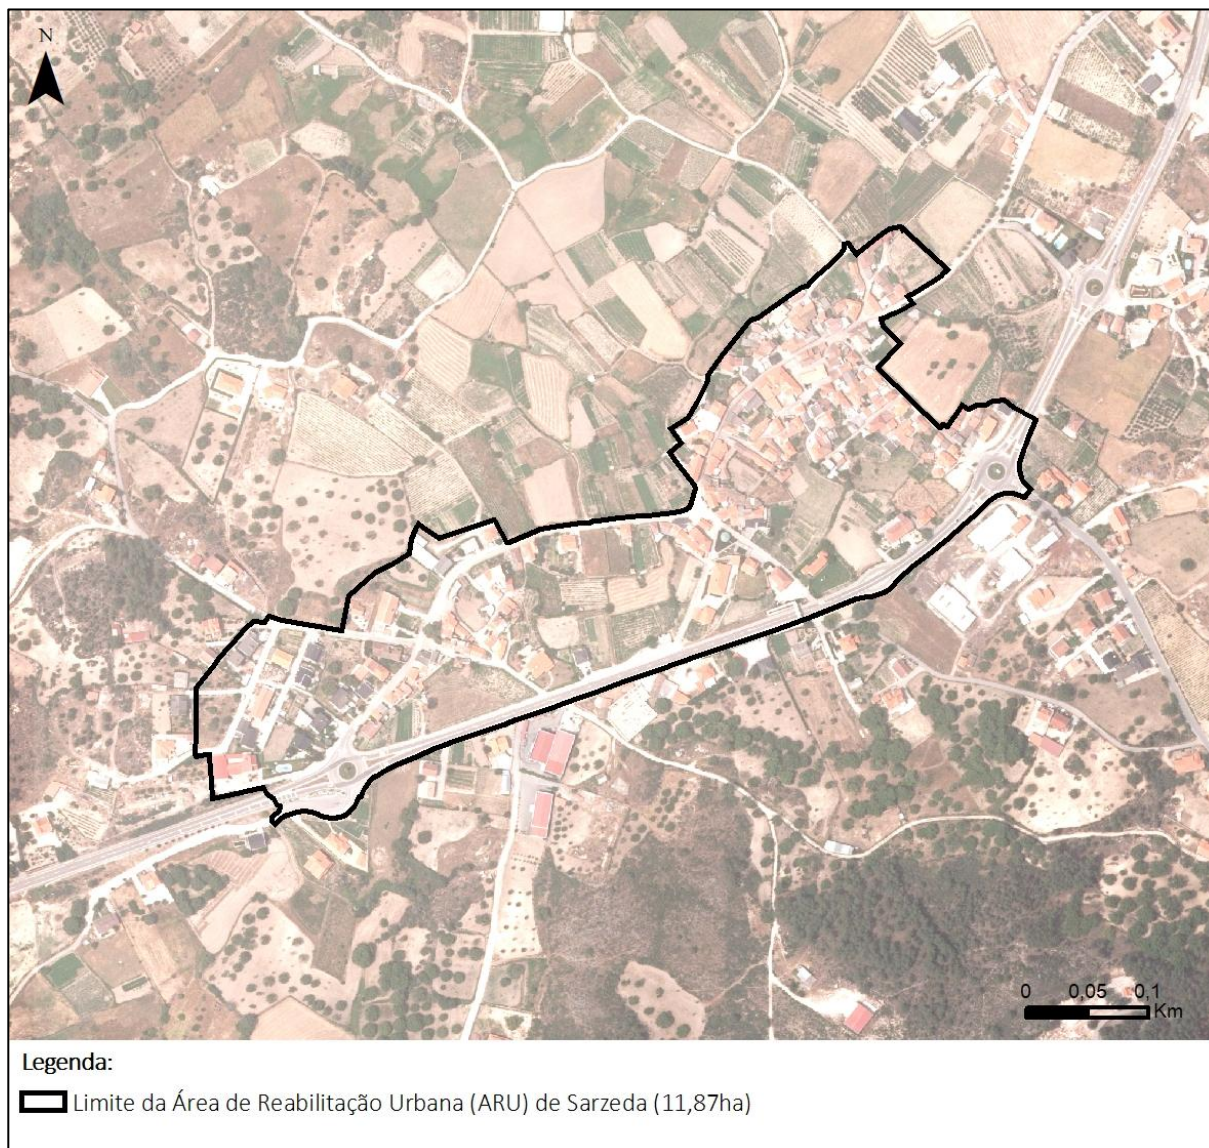 N
0 0,05 0,1
Km
Legenda:
Limite da Área de Reabilitação Urbana (ARU) de Sarzeda (11,87ha)